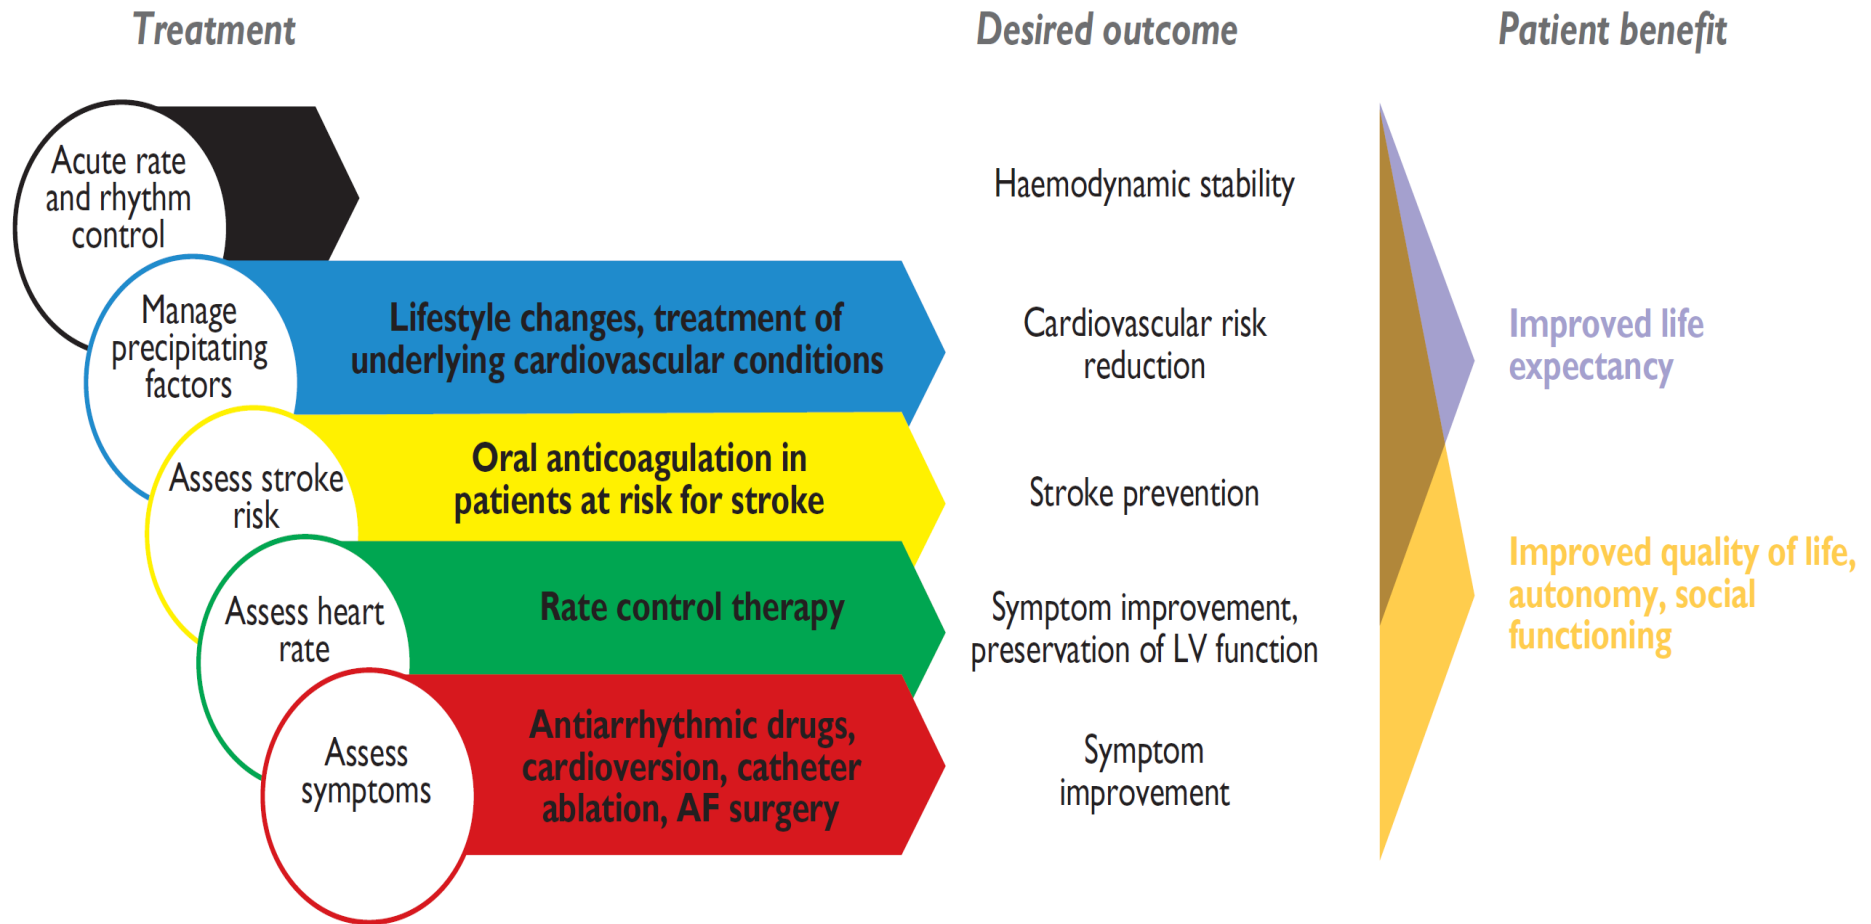 Treatment
Desired outcome
Patient benefit
Acute rate
and rhythm
control
Haemodynamic stability
Manage
precipitating
factors
Lifestyle changes, treatment of
underlying cardiovascular conditions
Cardiovascular risk
reduction
Improved life
expectancy
Assess stroke
risk
Oral anticoagulation in
patients at risk for stroke
Stroke prevention
Assess heart
rate
Rate control therapy
Symptom improvement,
preservation of LV function
Improved quality of life,
autonomy, social
functioning
Assess
symptoms
Antiarrhythmic drugs,
cardioversion, catheter
ablation, AF surgery
Symptom
improvement